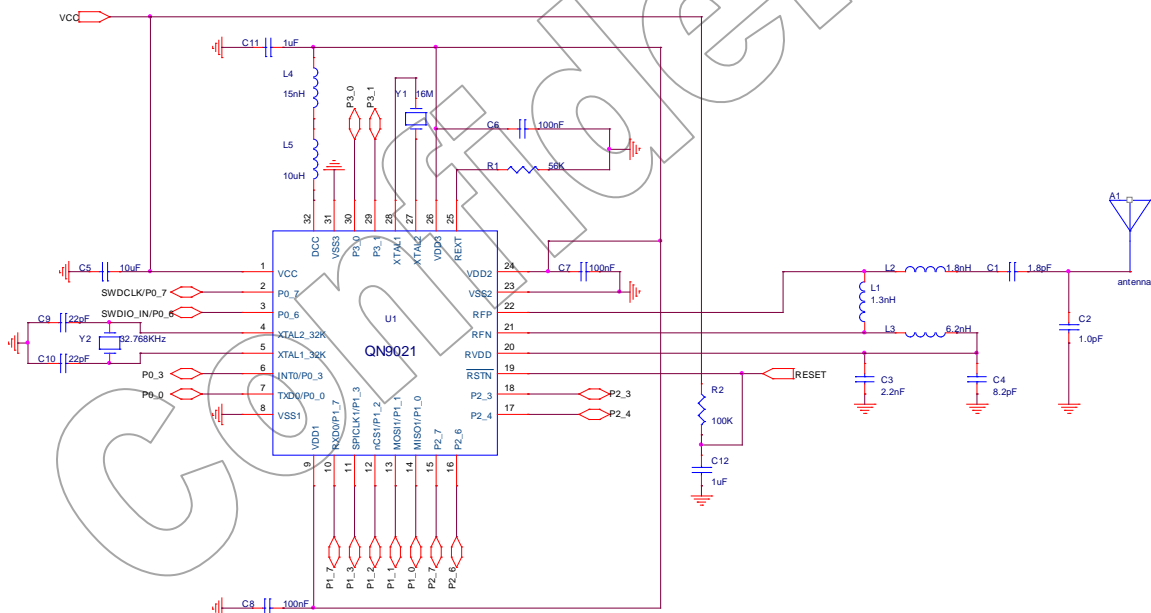 VCC
C11 1uF
L4
15nH
L5
10uH
P3_0
P3_1
Y1 16M
C6 100nF
R1 56K
A1
antenna
32 31 30 29 28 27 26 25
DCC
VSS3
P3_0
P3_1
XTAL1
XTAL2
VDD3
REXT
C5 10uF
SWDCLK/P0_7
SWDIO_IN/P0_6
C9 22pF
Y2 32.768KHz
C10 22pF
P0_3
P0_0
1 VCC
2 P0_7
3 P0_6
4 XTAL2_32K
5 XTAL1_32K
6 INT0/P0_3
7 TXD0/P0_0
8 VSS1
U1
QN9021
VDD2 24
VSS2 23
RFP 22
RFN 21
RVDD 20
RSTN 19
P2_3 18
P2_4 17
C7 100nF
L2 1.8nH
C1 1.8pF
L1
1.3nH
L3 6.2nH
C2
1.0pF
C3
2.2nF
C4
8.2pF
RESET
P2_3
P2_4
R2
100K
C12
1uF
VDD1
RXD0/P1_7
SPICLK1/P1_3
nCS1/P1_2
MOSI1/P1_1
MISO1/P1_0
P2_7
P2_6
9 10 11 12 13 14 15 16
P1_7
P1_3
P1_2
P1_1
P1_0
P2_7
P2_6
C8 100nF
Confide